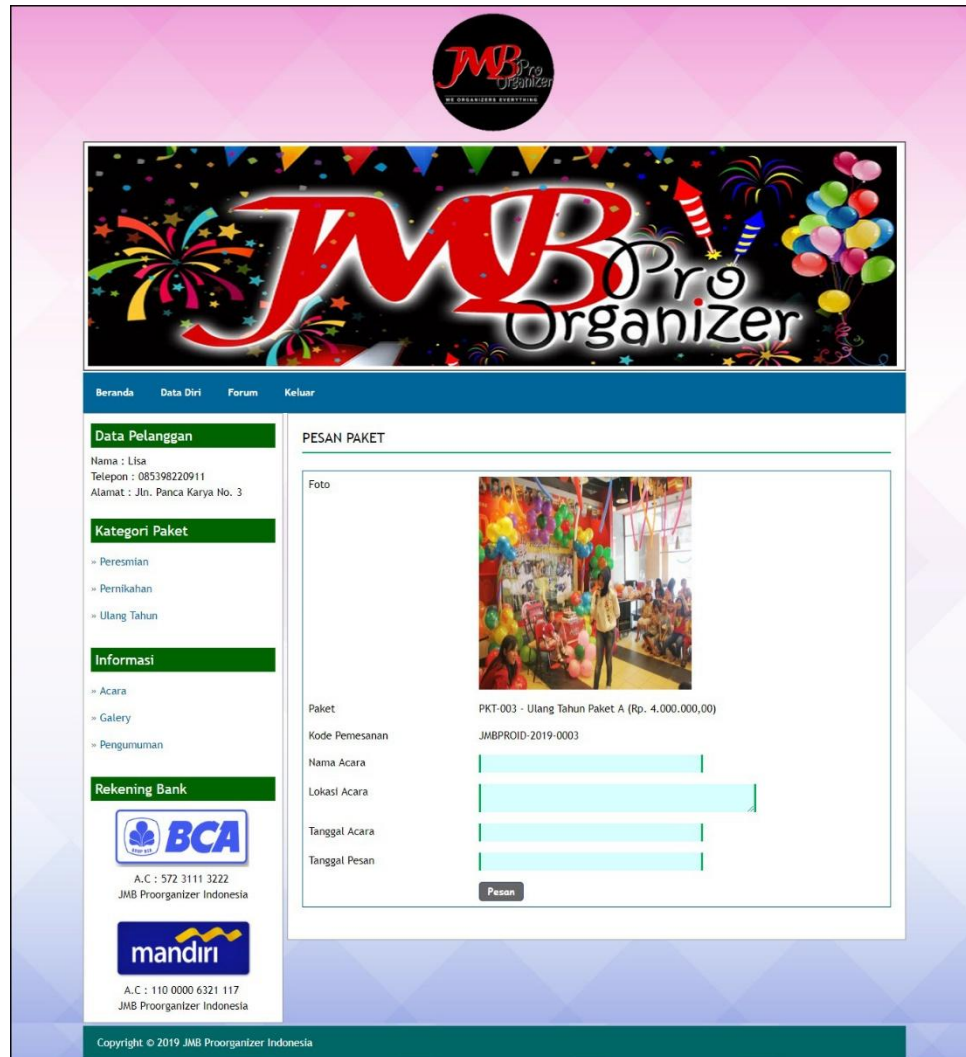 JMB Pro
Organizer
WE ORGANIZERS EVERYTHING
JMB Pro
Organizer
Beranda Data Diri Forum Keluar
Data Pelanggan
Nama : Lisa
Telepon : 085398220911
Alamat : Jln. Panca Karya No. 3
Kategori Paket
» Peresmian
» Pernikahan
» Ulang Tahun
Informasi
» Acara
» Galery
» Pengumuman
Rekening Bank
BCA
A.C : 572 3111 3222
JMB Proorganizer Indonesia
mandiri
A.C : 110 0000 6321 117
JMB Proorganizer Indonesia
PESAN PAKET
Foto
Paket PKT-003 - Ulang Tahun Paket A (Rp. 4.000.000,00)
Kode Pemesanan JMBPROID-2019-0003
Nama Acara
Lokasi Acara
Tanggal Acara
Tanggal Pesan
Pesan
Copyright © 2019 JMB Proorganizer Indonesia